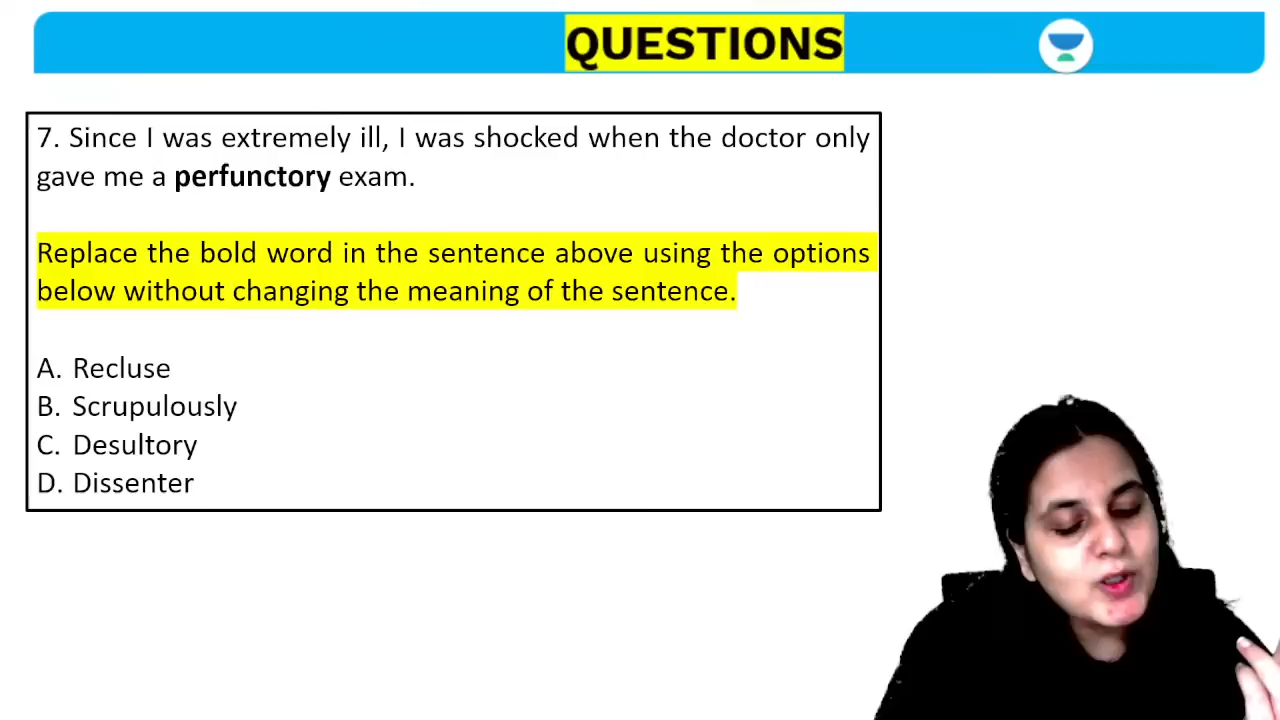 QUESTIONS
7. Since I was extremely ill, I was shocked when the doctor only
gave me a perfunctory exam.
Replace the bold word in the sentence above using the options
below without changing the meaning of the sentence.
A. Recluse
B. Scrupulously
C. Desultory
D. Dissenter